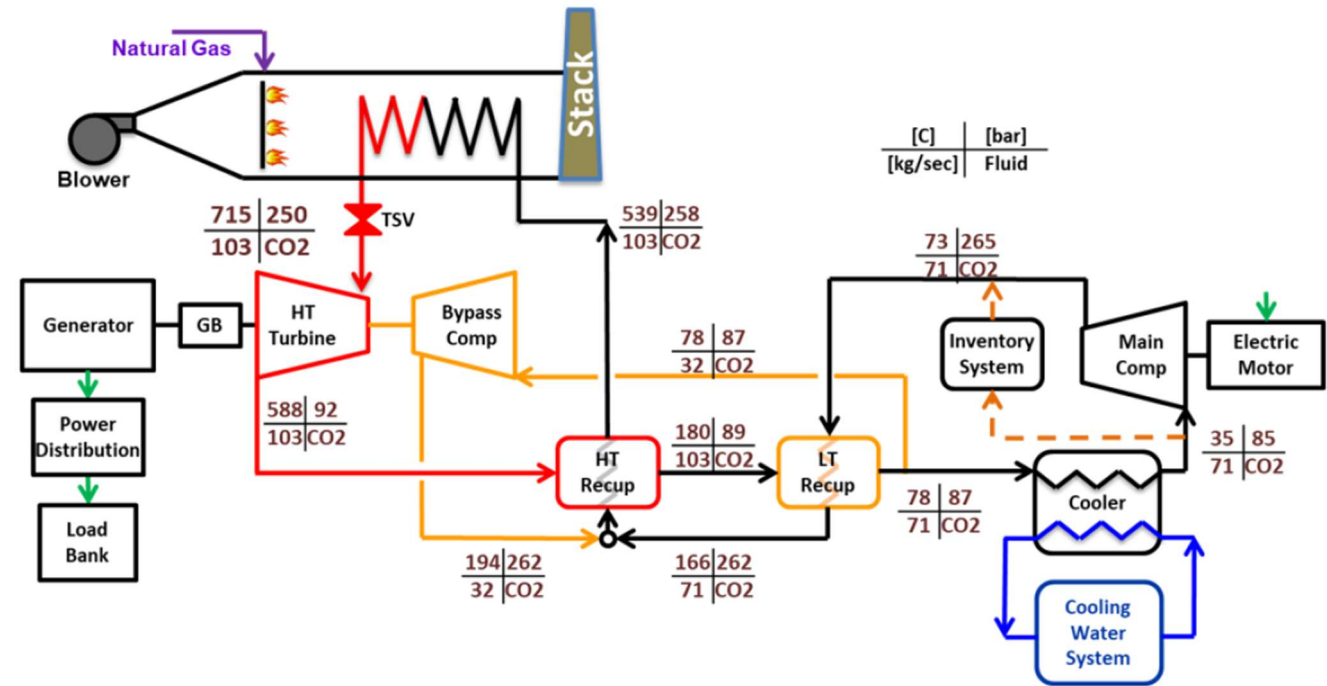 Natural Gas
Stack
Blower
[C] [bar]
[kg/sec] Fluid
715 250
103 CO2
TSV
539 258
103 CO2
73 265
71 CO2
Generator
GB
HT
Turbine
Bypass
Comp
78 87
32 CO2
Inventory
System
Main
Comp
Electric
Motor
Power
Distribution
588 92
103 CO2
HT
Recup
180 89
103 CO2
LT
Recup
35 85
71 CO2
Cooler
78 87
71 CO2
Load
Bank
194 262
32 CO2
166 262
71 CO2
Cooling
Water
System